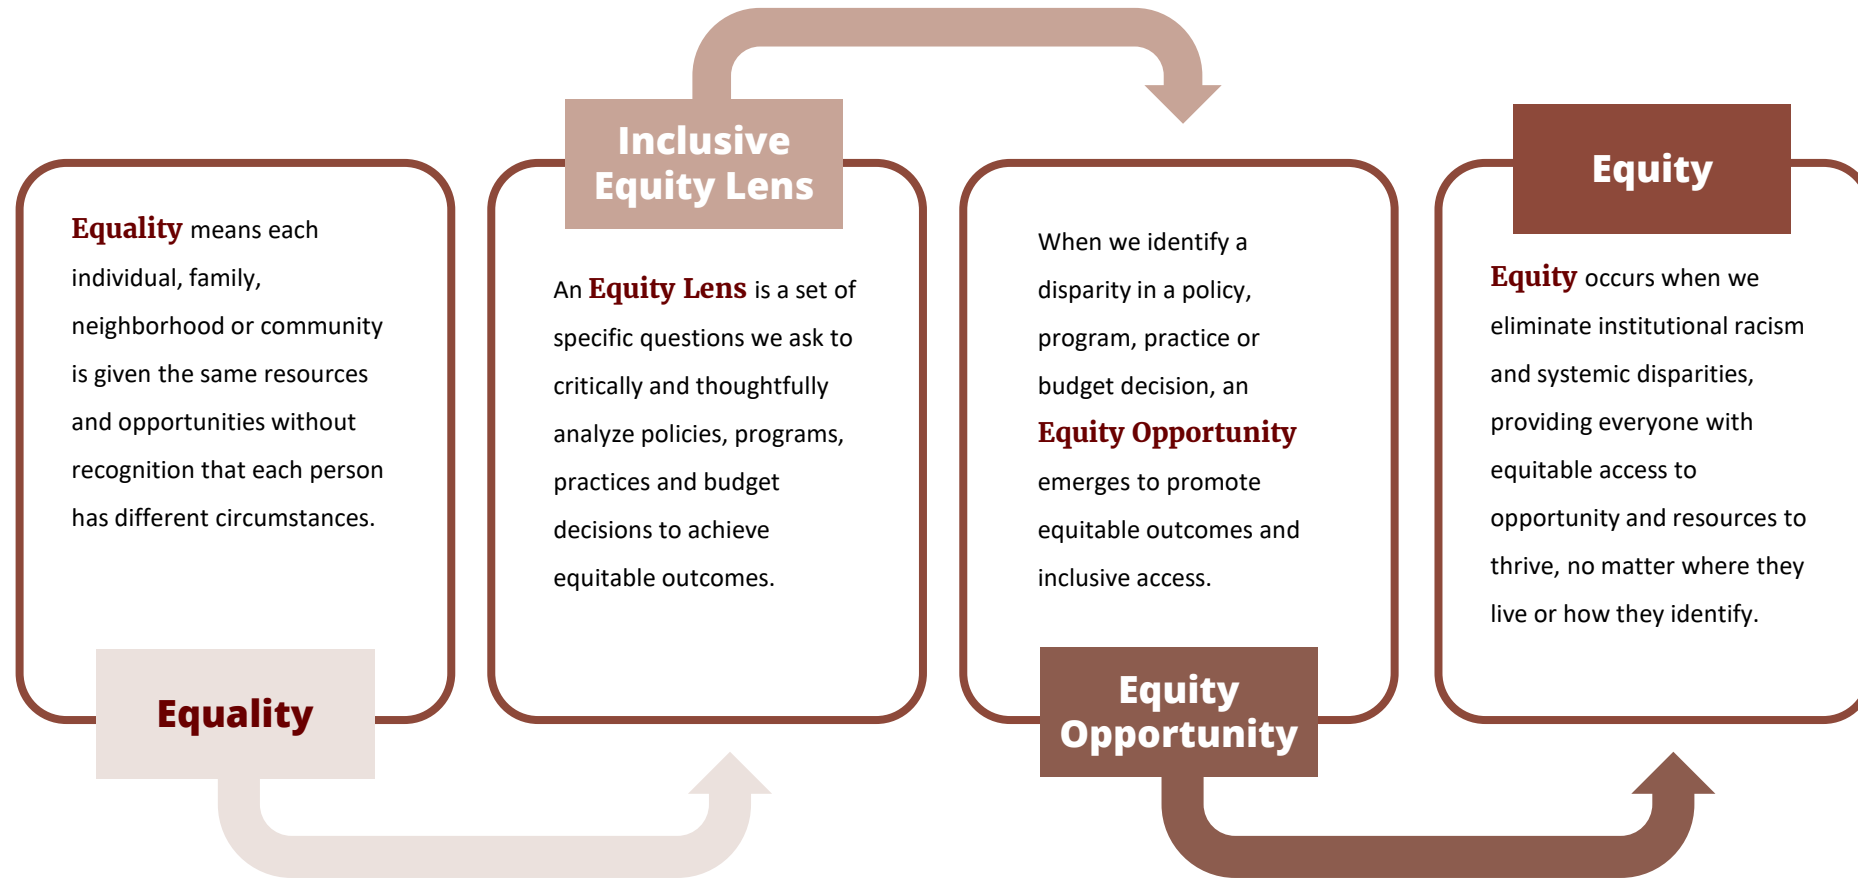 Equality means each
individual, family,
neighborhood or community
is given the same resources
and opportunities without
recognition that each person
has different circumstances.
Equality
Inclusive
Equity Lens
An Equity Lens is a set of
specific questions we ask to
critically and thoughtfully
analyze policies, programs,
practices and budget
decisions to achieve
equitable outcomes.
When we identify a
disparity in a policy,
program, practice or
budget decision, an
Equity Opportunity
emerges to promote
equitable outcomes and
inclusive access.
Equity
Opportunity
Equity
Equity occurs when we
eliminate institutional racism
and systemic disparities,
providing everyone with
equitable access to
opportunity and resources to
thrive, no matter where they
live or how they identify.